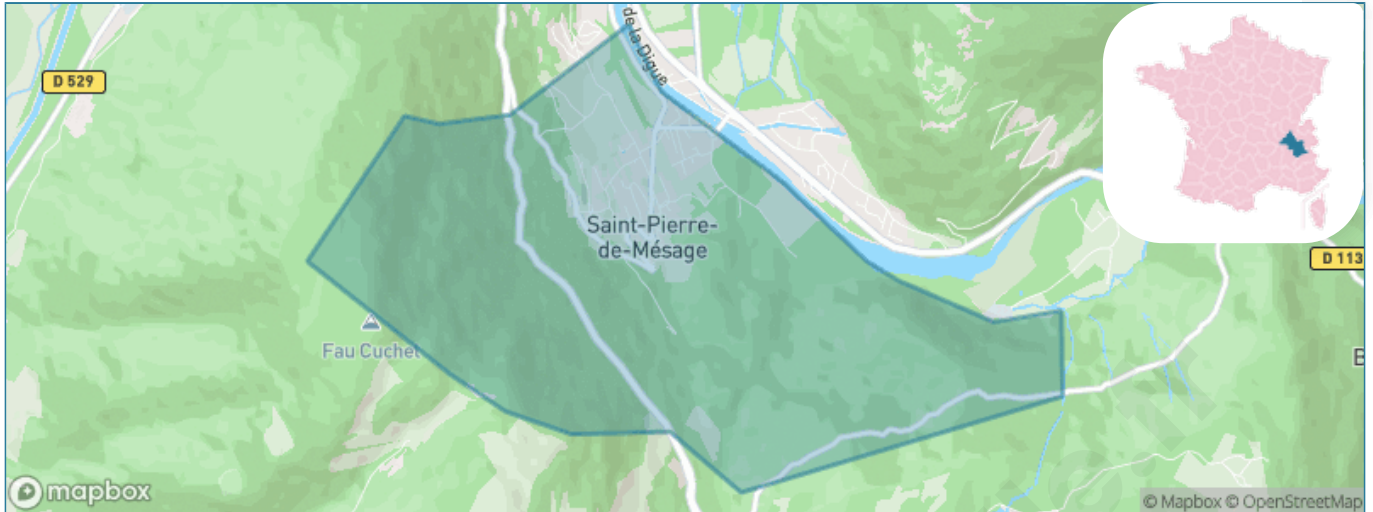 de la Digue
D 529
Saint-Pierre-
de-Mésage
D 113
Fau Cuchet
B
mapbox
© Mapbox © OpenStreetMap